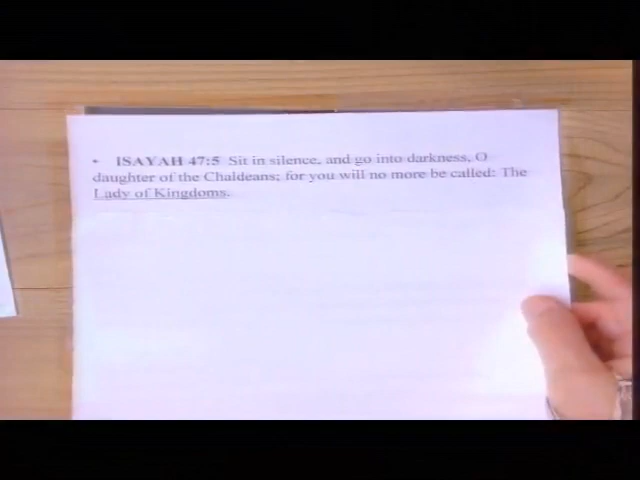 • ISAYAH 47:5 Sit in silence, and go into darkness, O
daughter of the Chaldeans; for you will no more be called: The
Lady of Kingdoms.